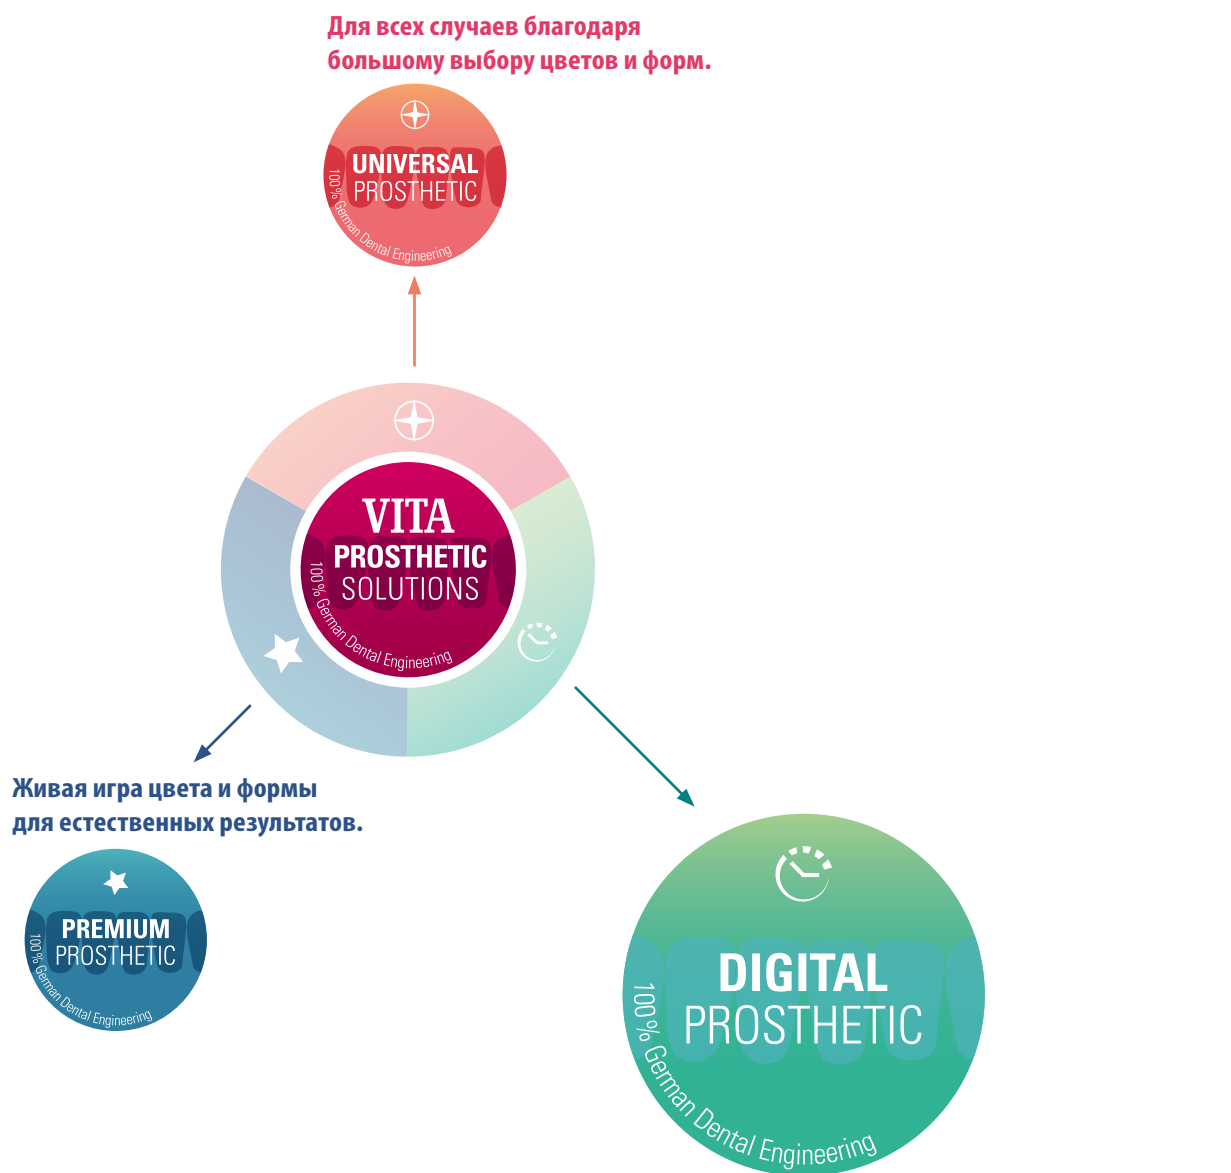 Для всех случаев благодаря
большому выбору цветов и форм.
UNIVERSAL
PROSTHETIC
100 % German Dental Engineering
VITA
PROSTHETIC
SOLUTIONS
100 % German Dental Engineering
Живая игра цвета и формы
для естественных результатов.
PREMIUM
PROSTHETIC
100 % German Dental Engineering
DIGITAL
PROSTHETIC
100 % German Dental Engineering